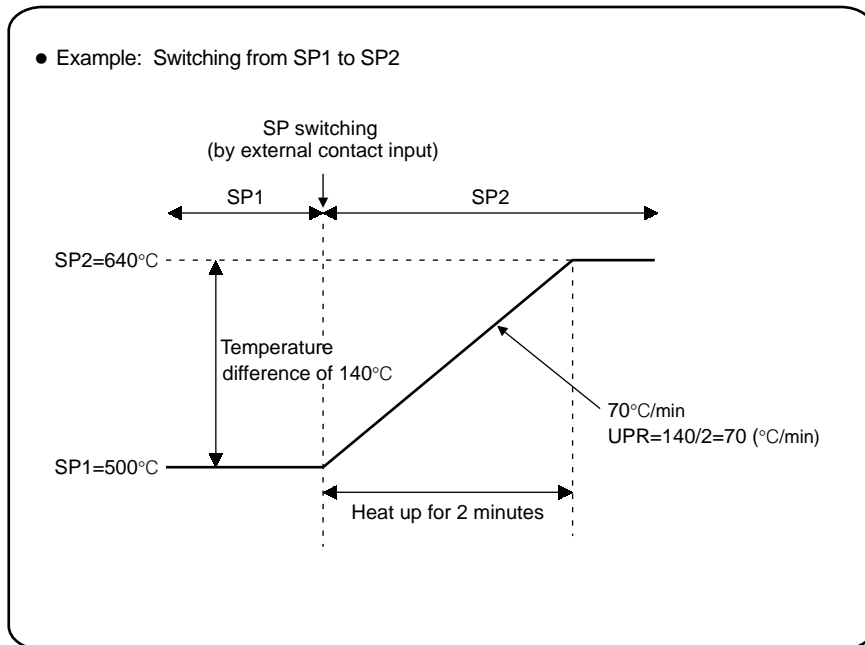 ● Example: Switching from SP1 to SP2
SP switching
(by external contact input)
SP1
SP2
SP2=640°C
Temperature
difference of 140°C
70°C/min
UPR=140/2=70 (°C/min)
SP1=500°C
Heat up for 2 minutes